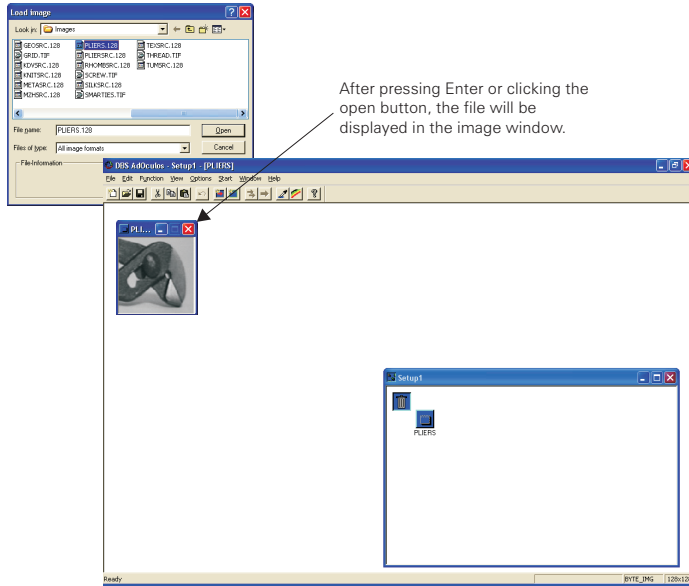 Load image
Look in: Images
GEOSRC.128
GRID.TIF
KDVSRC.128
KNITSRC.128
METASRC.128
MZHSRC.128
PLIERS.128
PLIERSRC.128
RHOMBSRC.128
SCREW.TIF
SILKSRC.128
SMARTIES.TIF
TEXSRC.128
THREAD.TIF
TUMSRC.128
File name: PLIERS.128 Open
Files of type: All image formats Cancel
File-Information
After pressing Enter or clicking the
open button, the file will be
displayed in the image window.
DBS AdOculos - Setup1 - [PLIERS]
File Edit Function View Options Start Window Help
PLI...
Setup1
PLIERS
Ready BYTE_IMG 128x128